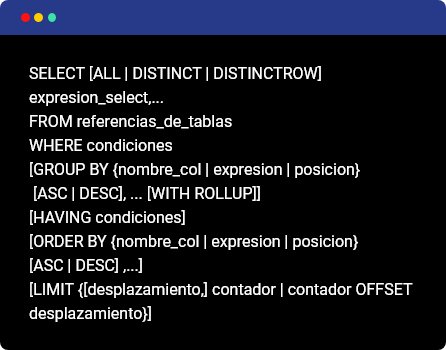 SELECT [ALL | DISTINCT | DISTINCTROW]
expresion_select,...
FROM referencias_de_tablas
WHERE condiciones
[GROUP BY {nombre_col | expresion | posicion}
[ASC | DESC], ... [WITH ROLLUP]]
[HAVING condiciones]
[ORDER BY {nombre_col | expresion | posicion}
[ASC | DESC] ,...]
[LIMIT {[desplazamiento,] contador | contador OFFSET
desplazamiento}]